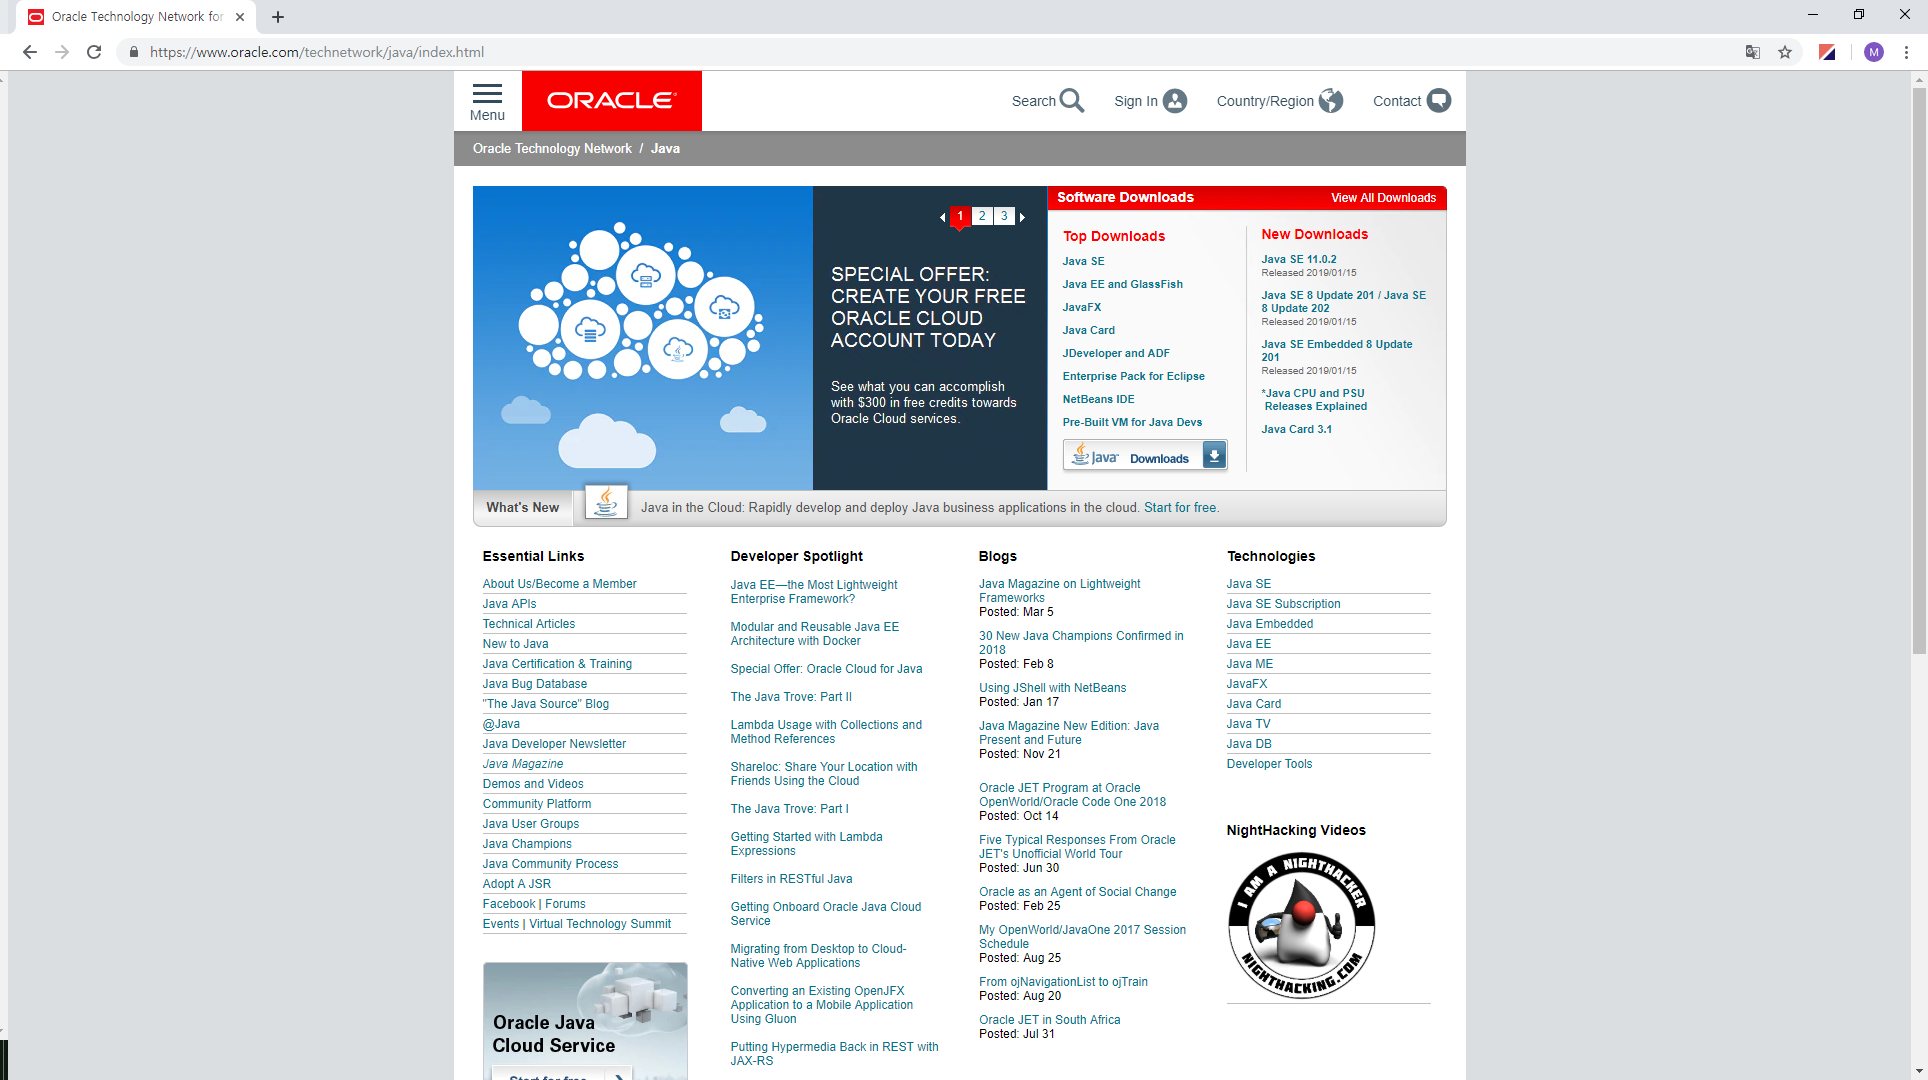 Oracle Technology Network for
https://www.oracle.com/technetwork/java/index.html
M
Menu
ORACLE
Search
Sign In
Country/Region
Contact
Oracle Technology Network / Java
1 2 3
SPECIAL OFFER:
CREATE YOUR FREE
ORACLE CLOUD
ACCOUNT TODAY
See what you can accomplish
with $300 in free credits towards
Oracle Cloud services.
Software Downloads
View All Downloads
Top Downloads
Java SE
Java EE and GlassFish
JavaFX
Java Card
JDeveloper and ADF
Enterprise Pack for Eclipse
NetBeans IDE
Pre-Built VM for Java Devs
Java Downloads
New Downloads
Java SE 11.0.2
Released 2019/01/15
Java SE 8 Update 201 / Java SE
8 Update 202
Released 2019/01/15
Java SE Embedded 8 Update
201
Released 2019/01/15
*Java CPU and PSU
Releases Explained
Java Card 3.1
What's New
Java in the Cloud: Rapidly develop and deploy Java business applications in the cloud. Start for free.
Essential Links
About Us/Become a Member
Java APIs
Technical Articles
New to Java
Java Certification & Training
Java Bug Database
"The Java Source" Blog
@Java
Java Developer Newsletter
Java Magazine
Demos and Videos
Community Platform
Java User Groups
Java Champions
Java Community Process
Adopt A JSR
Facebook | Forums
Events | Virtual Technology Summit
Oracle Java
Cloud Service
Start for free
Developer Spotlight
Java EE—the Most Lightweight
Enterprise Framework?
Modular and Reusable Java EE
Architecture with Docker
Special Offer: Oracle Cloud for Java
The Java Trove: Part II
Lambda Usage with Collections and
Method References
Shareloc: Share Your Location with
Friends Using the Cloud
The Java Trove: Part I
Getting Started with Lambda
Expressions
Filters in RESTful Java
Getting Onboard Oracle Java Cloud
Service
Migrating from Desktop to Cloud-
Native Web Applications
Converting an Existing OpenJFX
Application to a Mobile Application
Using Gluon
Putting Hypermedia Back in REST with
JAX-RS
Blogs
Java Magazine on Lightweight
Frameworks
Posted: Mar 5
30 New Java Champions Confirmed in
2018
Posted: Feb 8
Using JShell with NetBeans
Posted: Jan 17
Java Magazine New Edition: Java
Present and Future
Posted: Nov 21
Oracle JET Program at Oracle
OpenWorld/Oracle Code One 2018
Posted: Oct 14
Five Typical Responses From Oracle
JET's Unofficial World Tour
Posted: Jun 30
Oracle as an Agent of Social Change
Posted: Feb 25
My OpenWorld/JavaOne 2017 Session
Schedule
Posted: Aug 25
From ojNavigationList to ojTrain
Posted: Aug 20
Oracle JET in South Africa
Posted: Jul 31
Technologies
Java SE
Java SE Subscription
Java Embedded
Java EE
Java ME
JavaFX
Java Card
Java TV
Java DB
Developer Tools
NightHacking Videos
I AM A NIGHTHACKER
NIGHTHACKING.COM